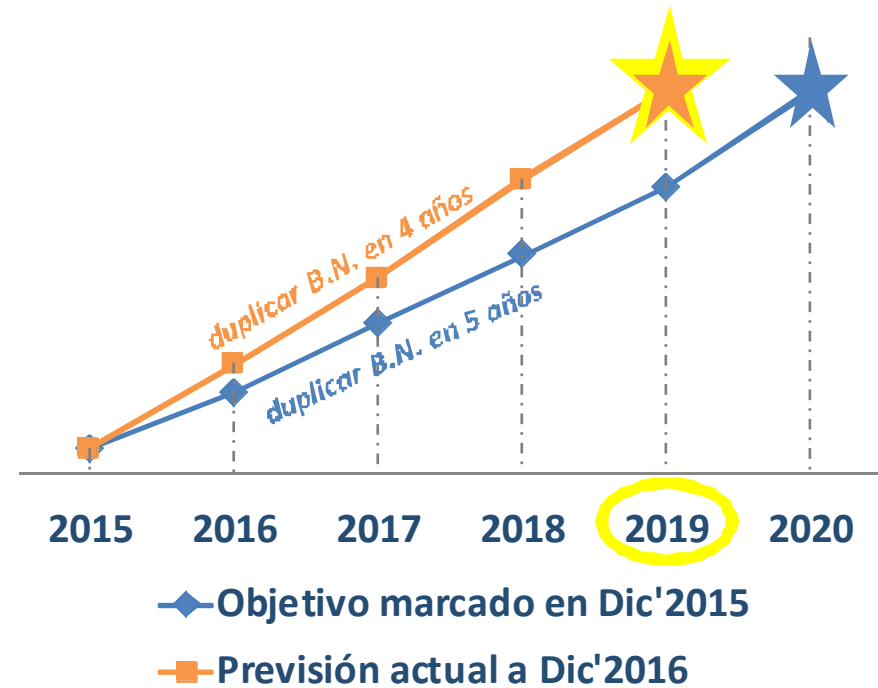 duplicar B.N. en 4 años
duplicar B.N. en 5 años
2015 2016 2017 2018 2019 2020
Objetivo marcado en Dic'2015
Previsión actual a Dic'2016